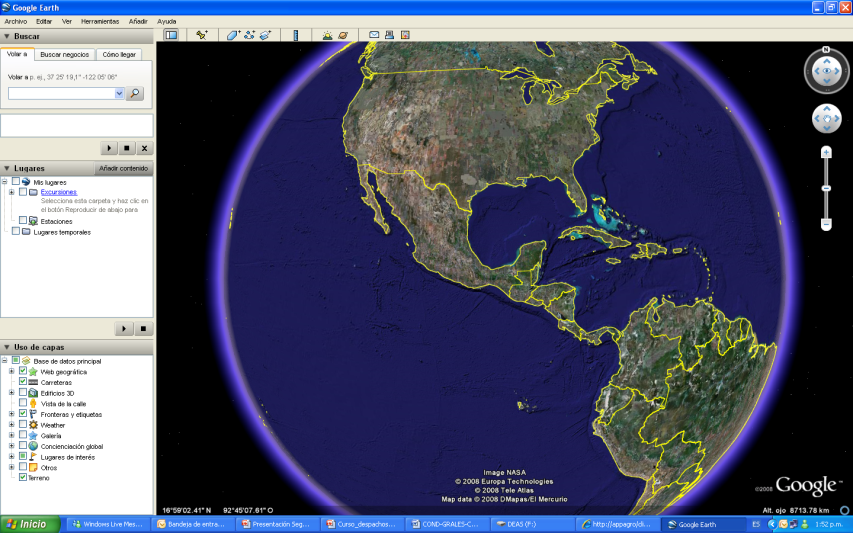 Google Earth
Archivo Editar Ver Herramientas Añadir Ayuda
Buscar
Volar a Buscar negocios Cómo llegar
Volar a p. ej., 37 25' 19,1" -122 05' 06"
Lugares Añadir contenido
Mis lugares
Excursiones
Selecciona esta carpeta y haz clic en
el botón Reproducir de abajo para
Estaciones
Lugares temporales
Uso de capas
Base de datos principal
Web geográfica
Carreteras
Edificios 3D
Vista de la calle
Fronteras y etiquetas
Weather
Galería
Concienciación global
Lugares de interés
Otros
Terreno
N
Image NASA
© 2008 Europa Technologies
© 2008 Tele Atlas
Map data © 2008 DMapas/El Mercurio
©2008 Google™
16°59'02.41" N 92°45'07.61" O
Alt. ojo 8713.78 km
Inicio
Windows Live Mes...
Bandeja de entra...
Presentación Seg...
Curso_despachos...
COND-GRALES-C...
DEAS (F:)
http://appagro/cli...
Google Earth
ES
1:52 p.m.